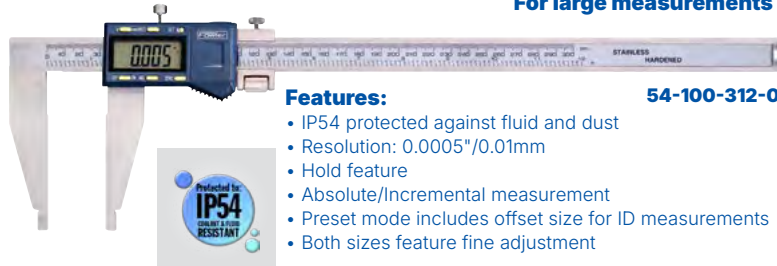 For large measurements
0.005"
FOWLER
STAINLESS
HARDENED
Features:
54-100-312-0
• IP54 protected against fluid and dust
• Resolution: 0.0005"/0.01mm
• Hold feature
• Absolute/Incremental measurement
• Preset mode includes offset size for ID measurements
• Both sizes feature fine adjustment
Protected to:
IP54
COOLANT & FLUID
RESISTANT